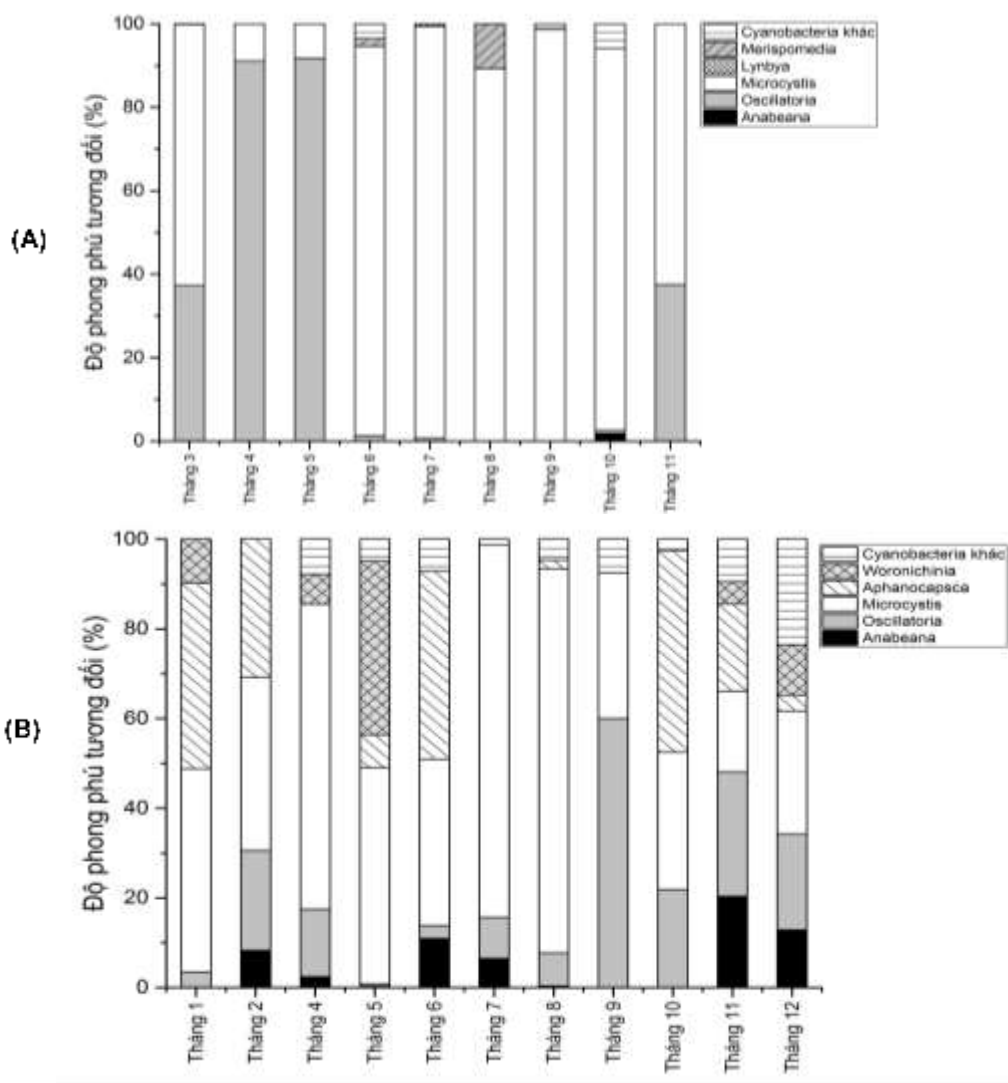 (A)
Độ phong phú tương đối (%)
100
80
60
40
20
0
Tháng 3
Tháng 4
Tháng 5
Tháng 6
Tháng 7
Tháng 8
Tháng 9
Tháng 10
Tháng 11
Cyanobacteria khác
Merispomedia
Lynbya
Microcystis
Oscillatoria
Anabeana
(B)
Độ phong phú tương đối (%)
100
80
60
40
20
0
Tháng 1
Tháng 2
Tháng 4
Tháng 5
Tháng 6
Tháng 7
Tháng 8
Tháng 9
Tháng 10
Tháng 11
Tháng 12
Cyanobacteria khác
Woronichinia
Aphanocapsca
Microcystis
Oscillatoria
Anabeana